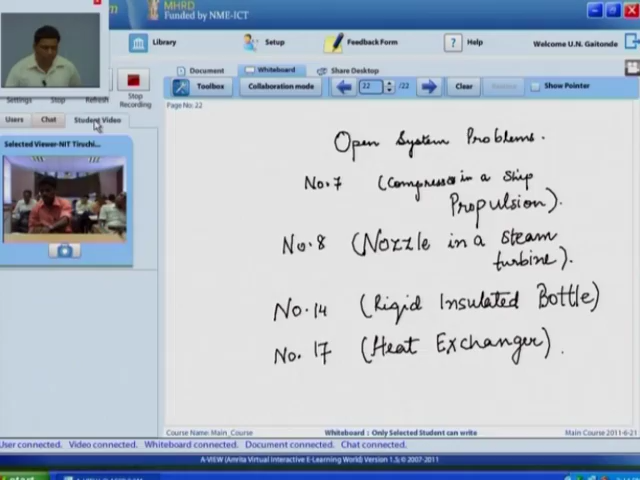 MHRD
Funded by NME-ICT
Library
Setup
Feedback Form
Help
Welcome U.N. Gaitonde
Document
Whiteboard
Share Desktop
Settings
Stop
Refresh
Stop Recording
Toolbox
Collaboration mode
22
/22
Clear
Show Pointer
Users
Chat
Student Video
Page No: 22
Selected Viewer-NIT Tiruchi...
Open System Problems.
No.7 (Compressor in a Ship
Propulsion).
No.8 (Nozzle in a steam
turbine).
No.14 (Rigid Insulated Bottle)
No. 17 (Heat Exchanger).
Course Name: Main_Course
Whiteboard : Only Selected Student can write
Main Course 2011-6-21
User connected. Video connected. Whiteboard connected. Document connected. Chat connected.
A-VIEW (Amrita Virtual Interactive E-Learning World) Version 1.5; © 2007-2011